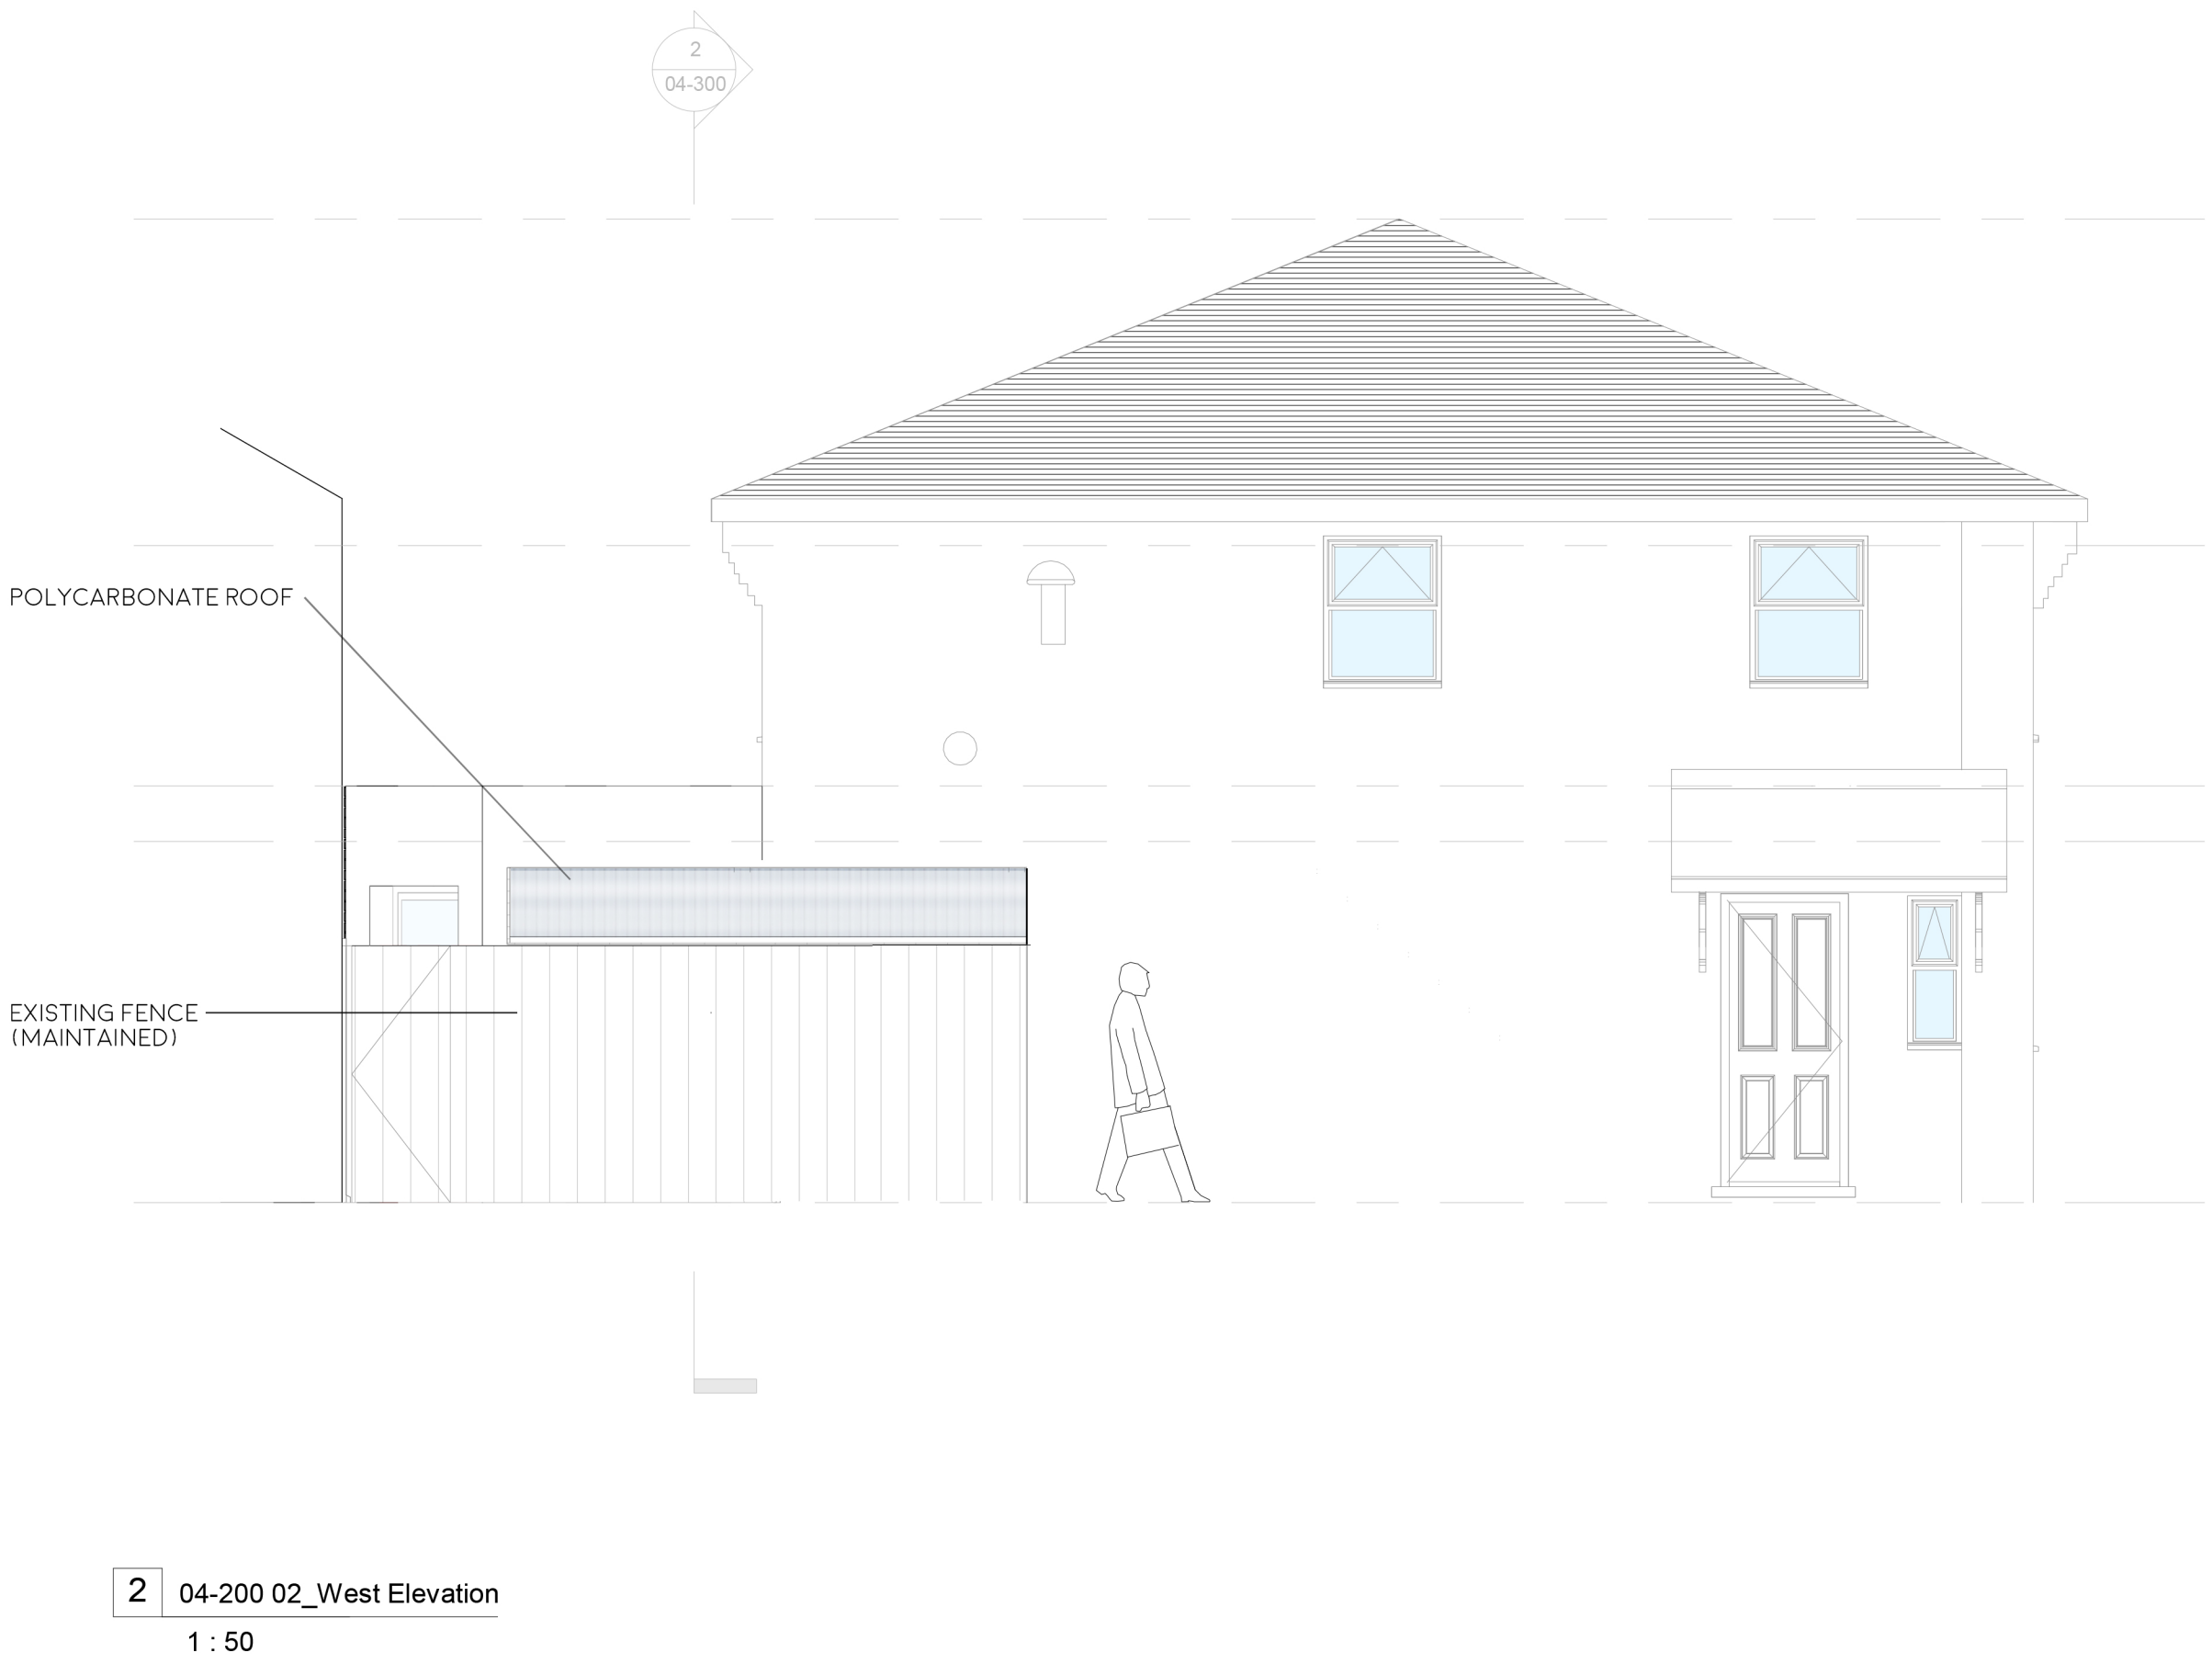 2
04-300
POLYCARBONATE ROOF
EXISTING FENCE
(MAINTAINED)
2
04-200 02_West Elevation
1 : 50